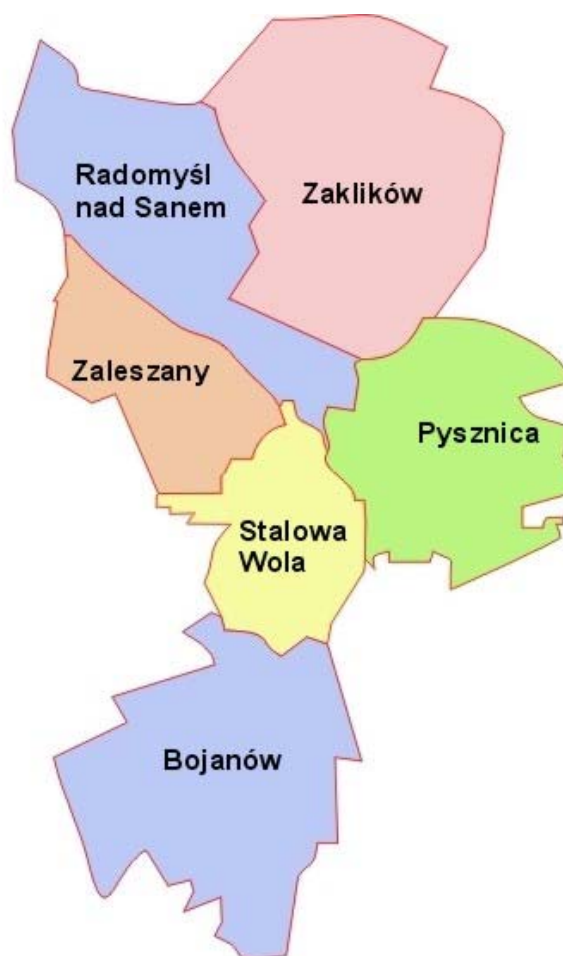 Radomyśl
nad Sanem
Zaklików
Zaleszany
Pysznica
Stalowa
Wola
Bojanów